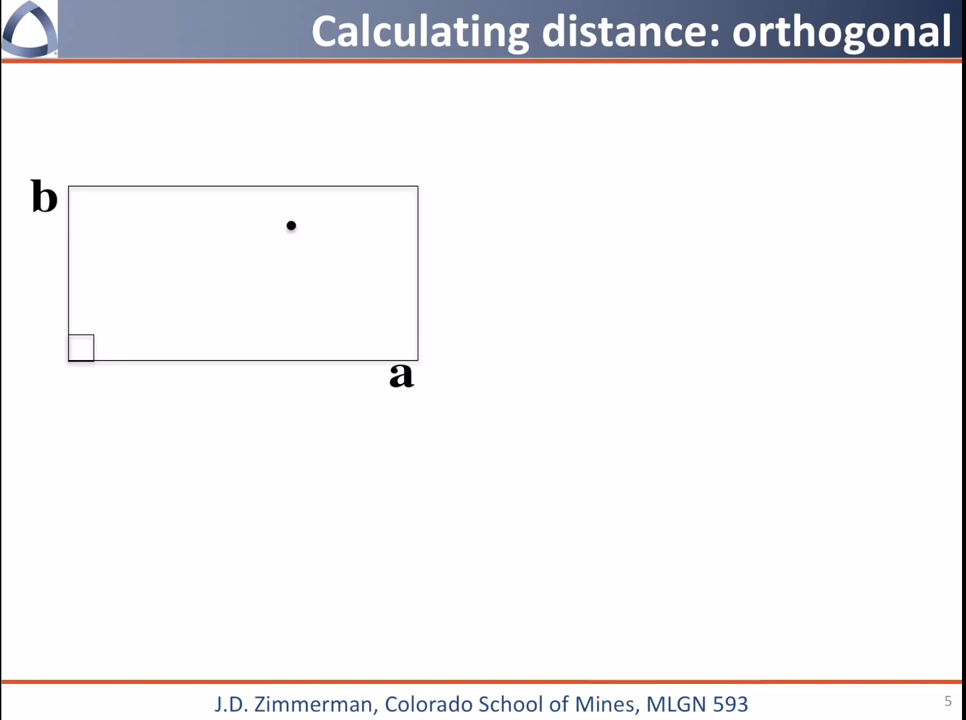 Calculating distance: orthogonal
b
a
J.D. Zimmerman, Colorado School of Mines, MLGN 593
5